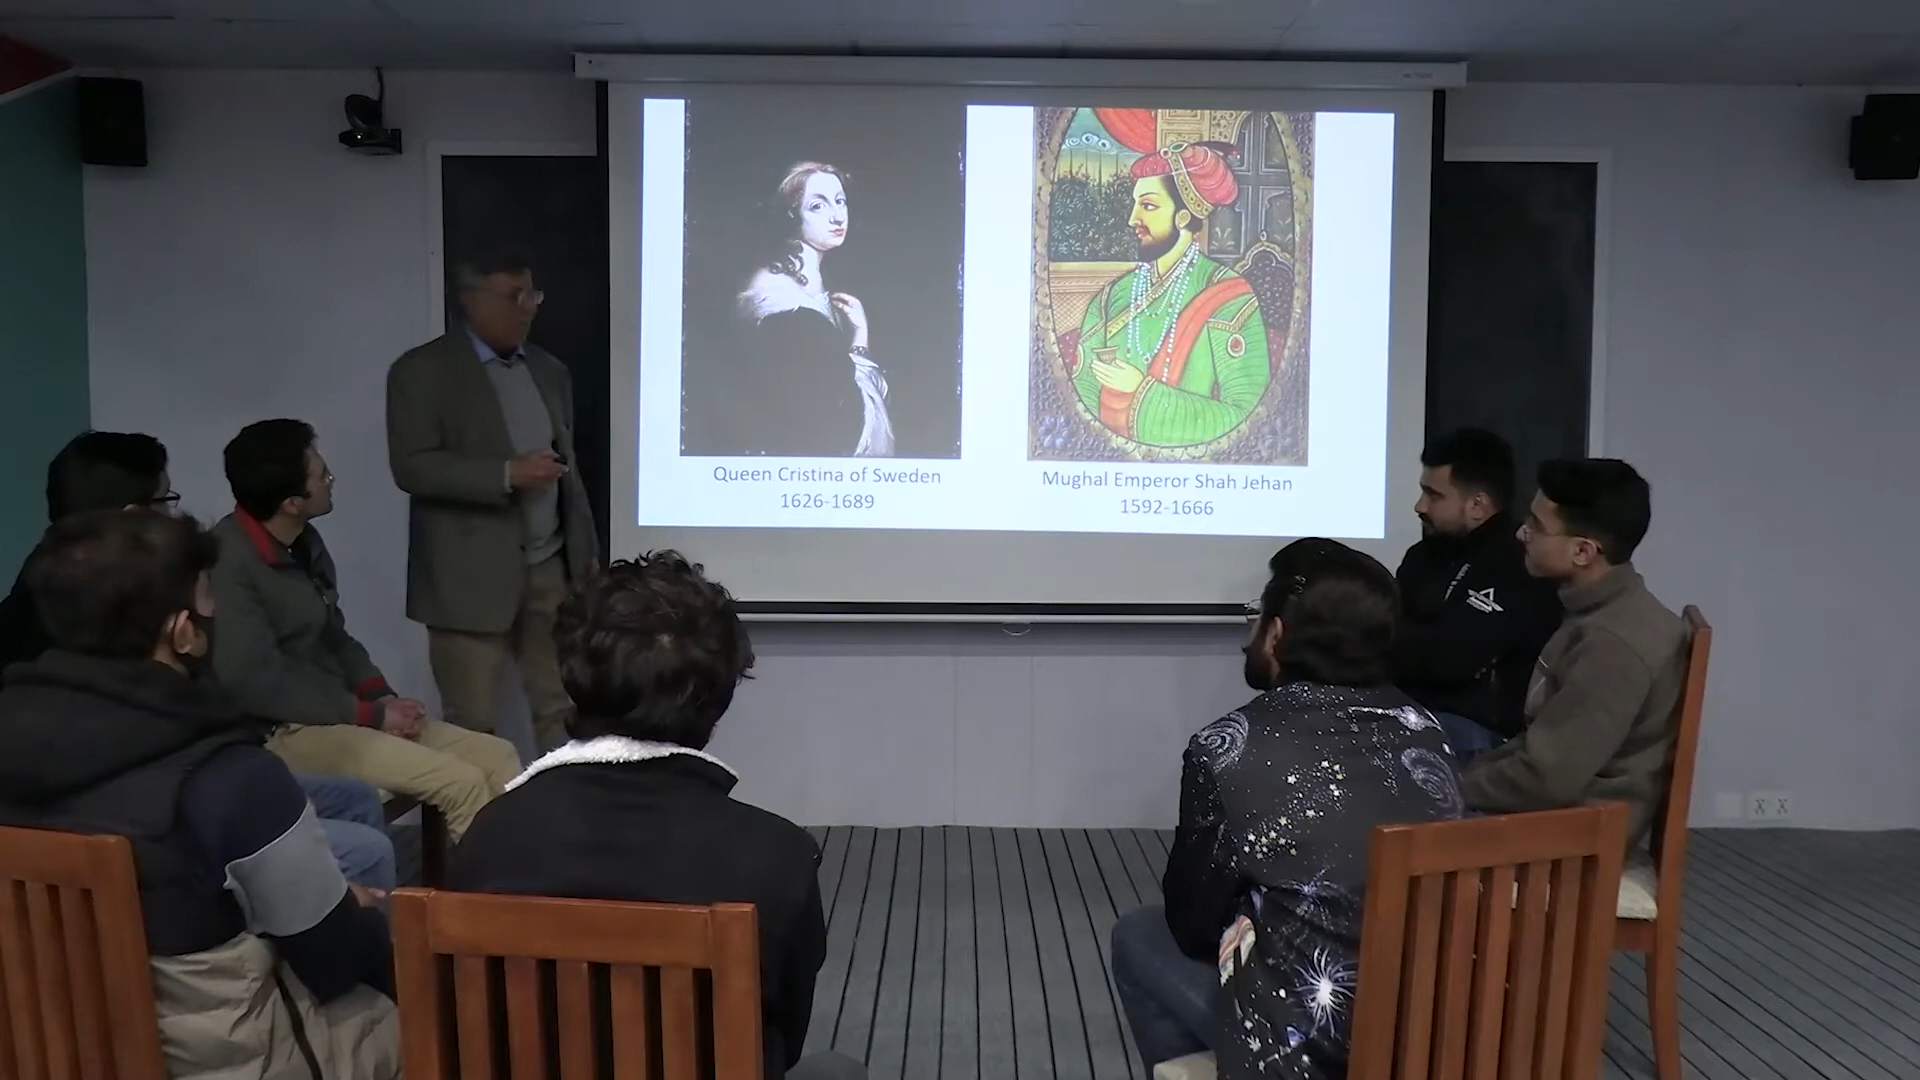 Queen Cristina of Sweden
1626-1689
Mughal Emperor Shah Jehan
1592-1666